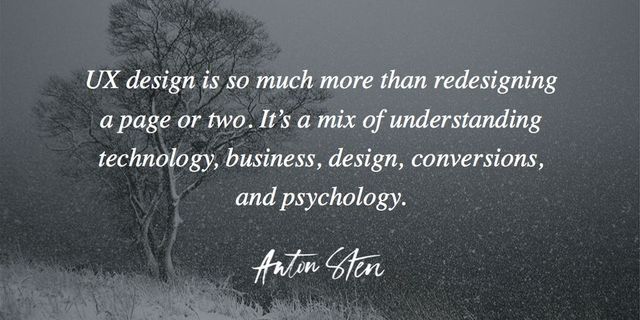 UX design is so much more than redesigning
a page or two. It’s a mix of understanding
technology, business, design, conversions,
and psychology.
Anton Sten